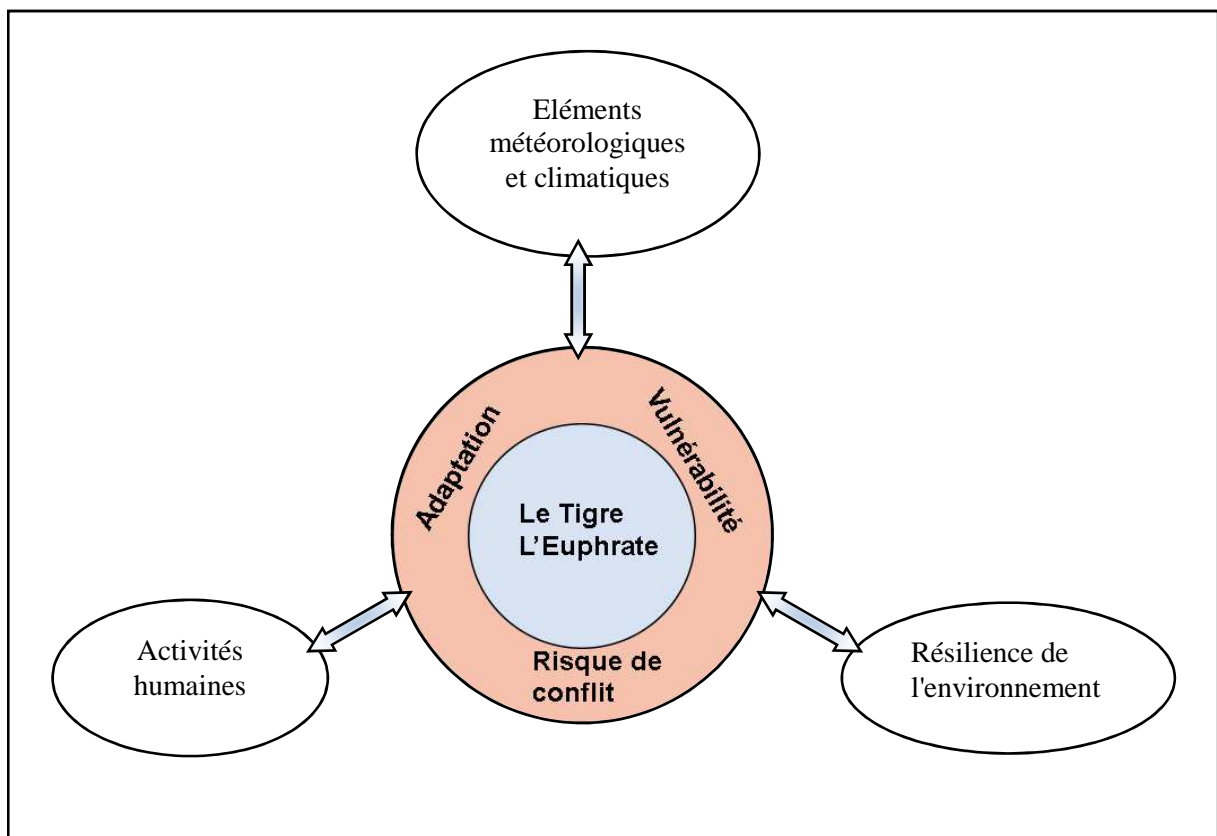 Eléments
météorologiques
et climatiques
Adaptation
Vulnérabilité
Le Tigre
L'Euphrate
Risque de
conflit
Activités
humaines
Résilience de
l'environnement